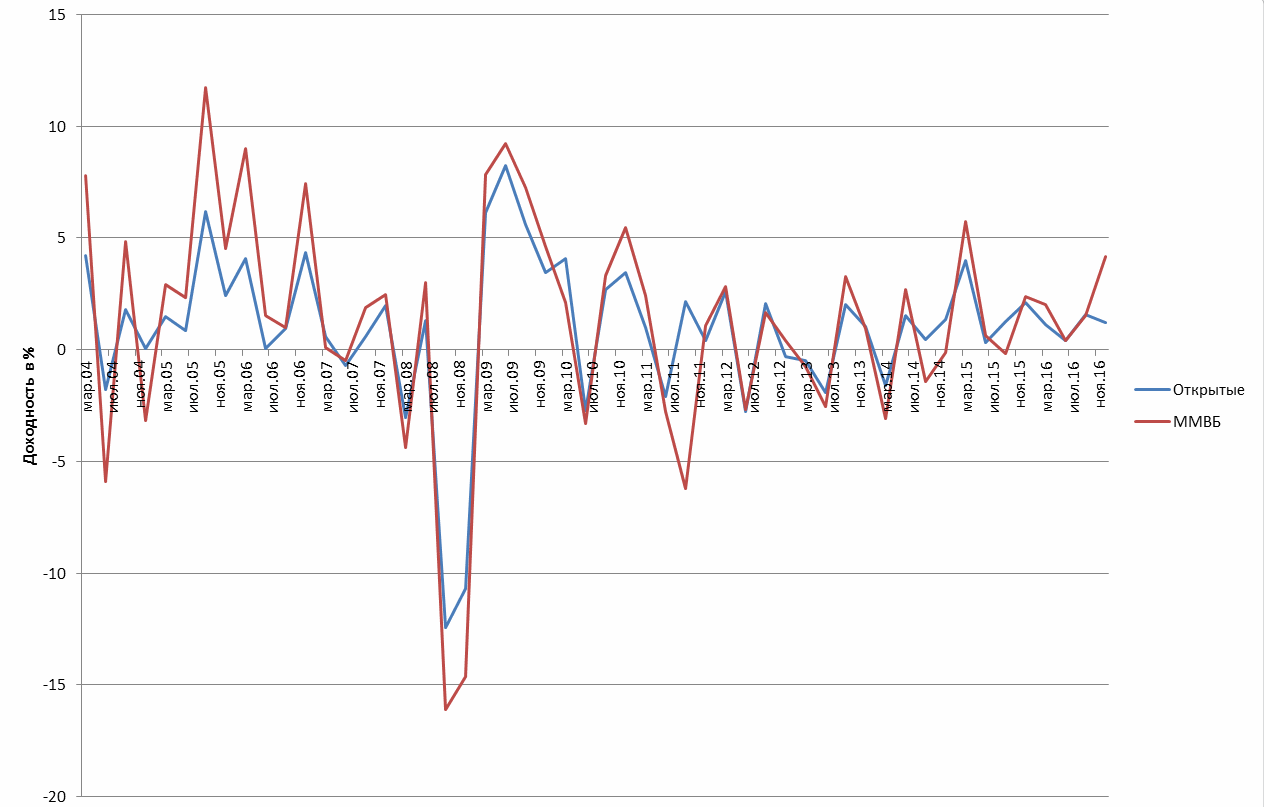 15
10
5
0
-5
-10
-15
-20
Доходность в %
мар.04
июл.04
ноя.04
мар.05
июл.05
ноя.05
мар.06
июл.06
ноя.06
мар.07
июл.07
ноя.07
мар.08
июл.08
ноя.08
мар.09
июл.09
ноя.09
мар.10
июл.10
ноя.10
мар.11
июл.11
ноя.11
мар.12
июл.12
ноя.12
мар.13
июл.13
ноя.13
мар.14
июл.14
ноя.14
мар.15
июл.15
ноя.15
мар.16
июл.16
ноя.16
Открытые
ММВБ